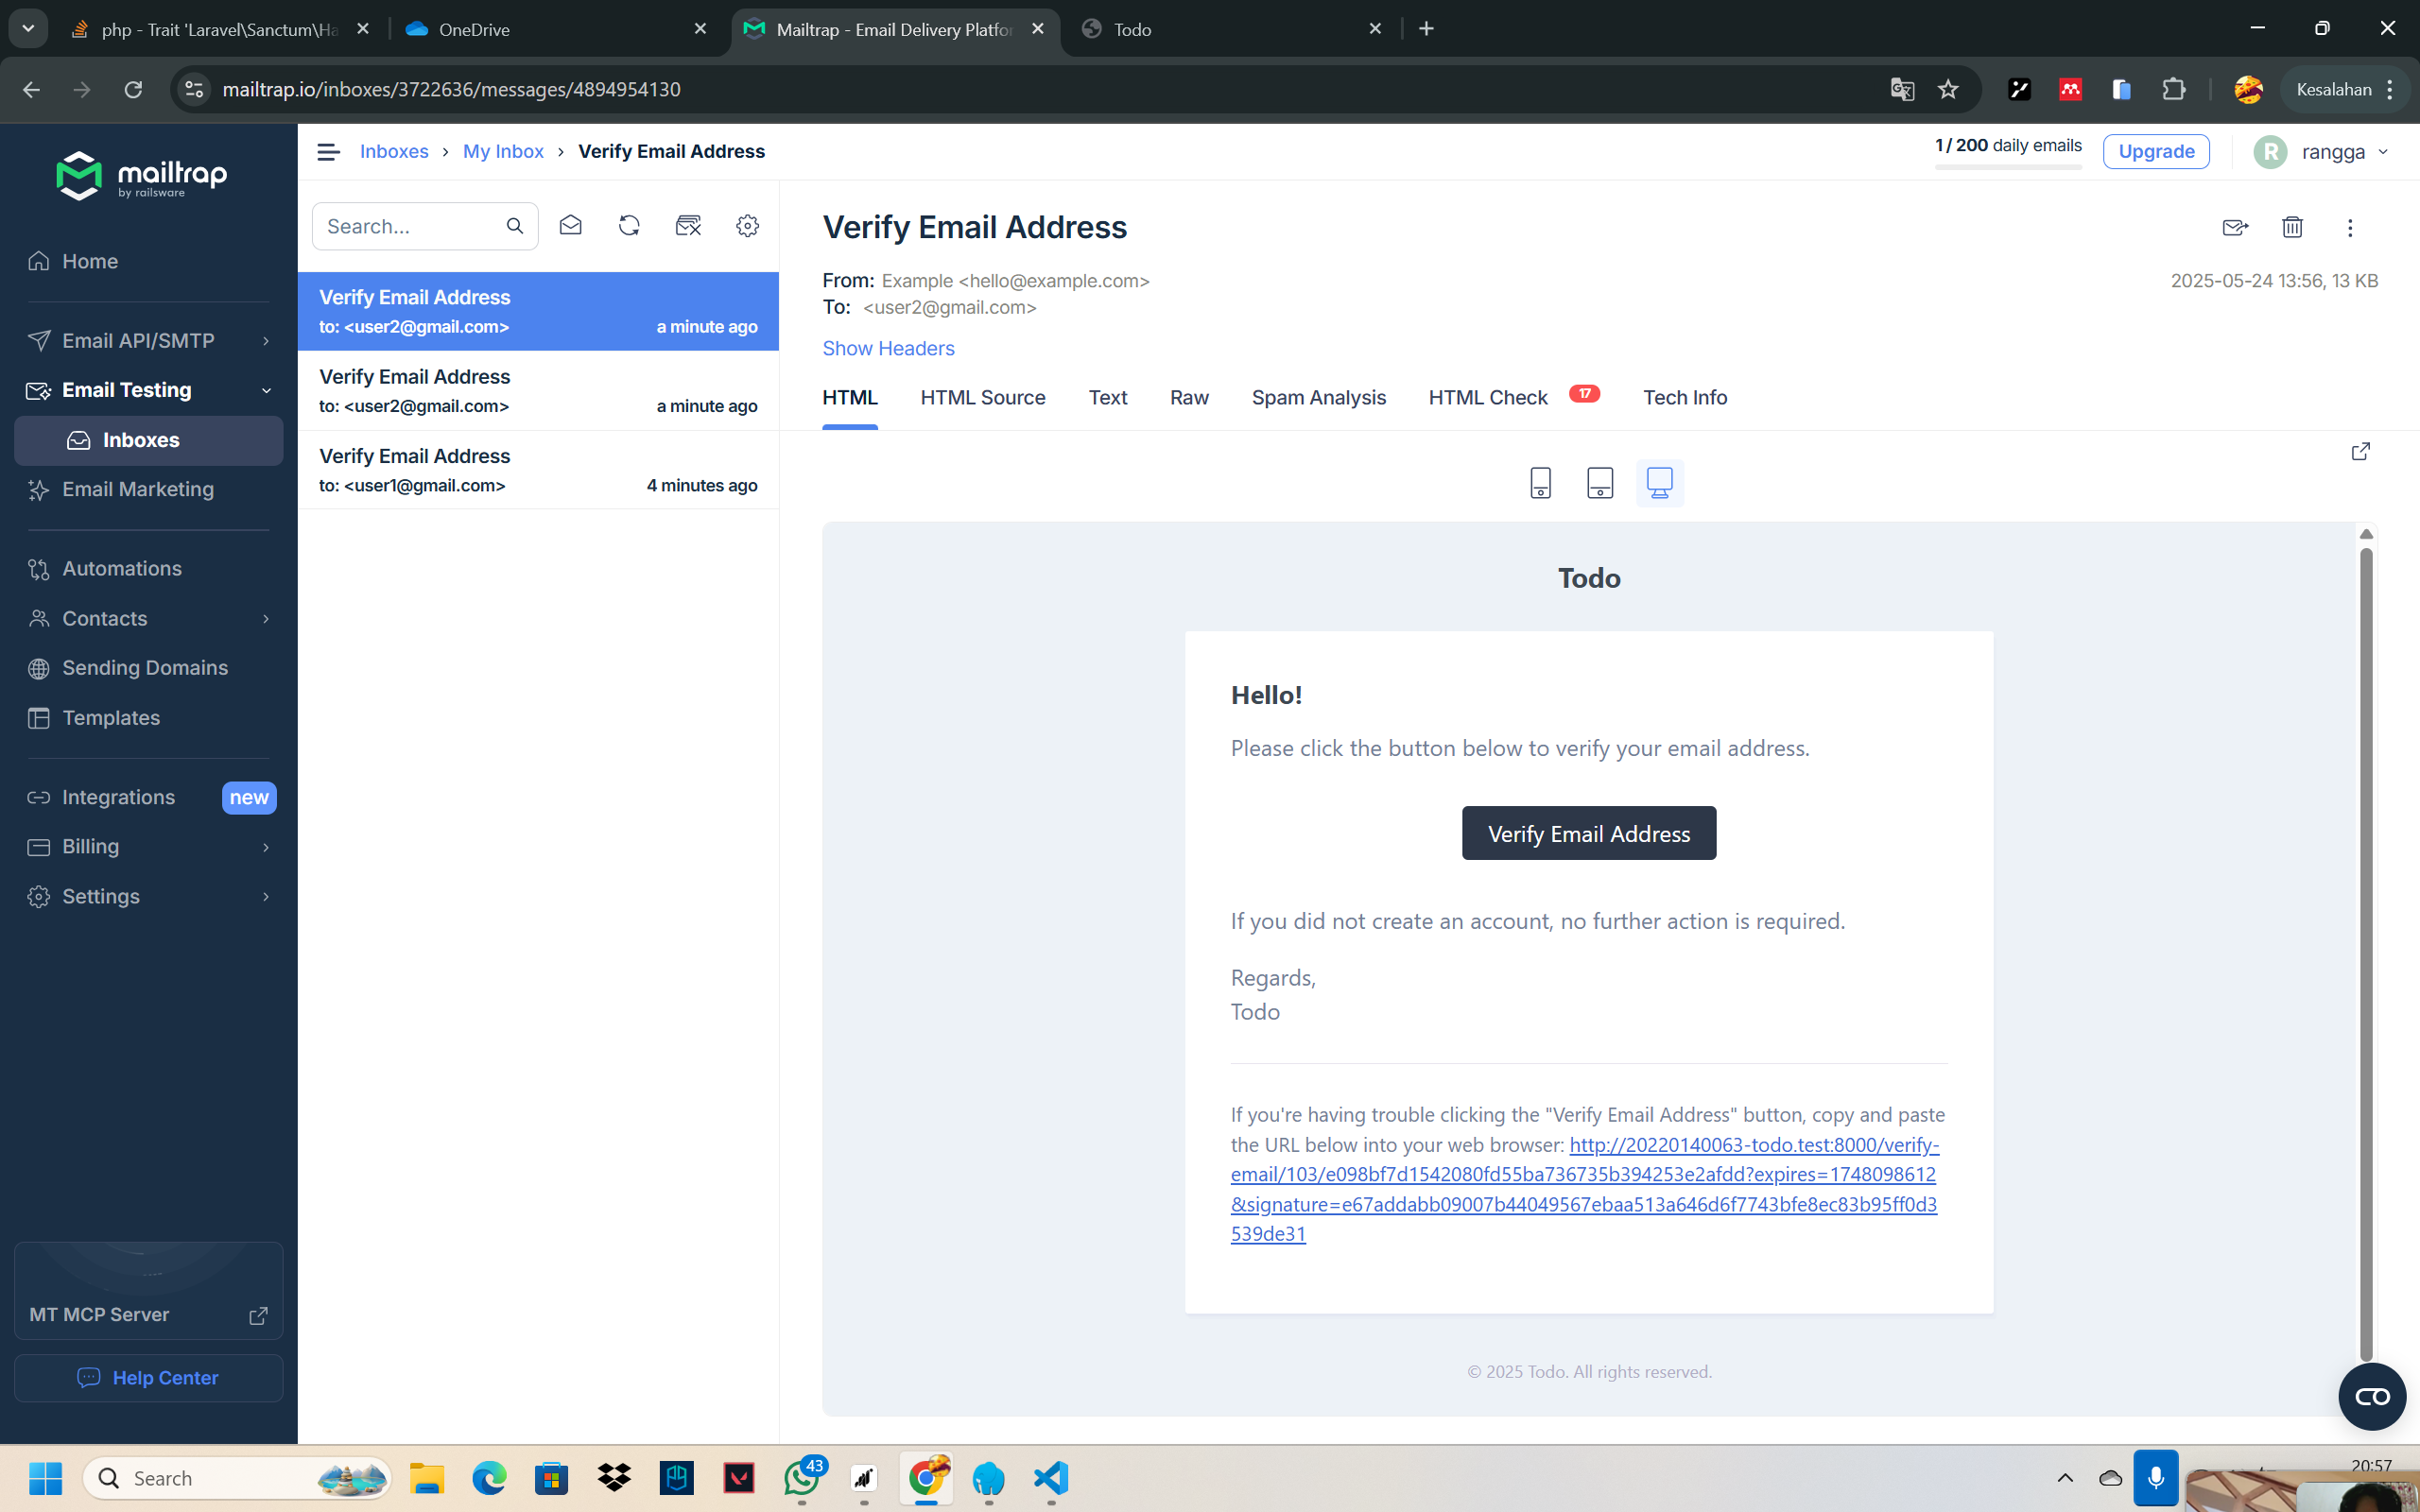 php - Trait 'Laravel\Sanctum\Ha
OneDrive
Mailtrap - Email Delivery Platfor
Todo
mailtrap.io/inboxes/3722636/messages/4894954130
Kesalahan
mailtrap
by railsware
Home
Email API/SMTP
Email Testing
Inboxes
Email Marketing
Automations
Contacts
Sending Domains
Templates
Integrations new
Billing
Settings
MT MCP Server
Help Center
Inboxes › My Inbox › Verify Email Address
1 / 200 daily emails
Upgrade
R rangga
Search...
Verify Email Address
to: <user2@gmail.com> a minute ago
Verify Email Address
to: <user2@gmail.com> a minute ago
Verify Email Address
to: <user1@gmail.com> 4 minutes ago
Verify Email Address
From: Example <hello@example.com>
2025-05-24 13:56, 13 KB
To: <user2@gmail.com>
Show Headers
HTML HTML Source Text Raw Spam Analysis HTML Check 17 Tech Info
Todo
Hello!
Please click the button below to verify your email address.
Verify Email Address
If you did not create an account, no further action is required.
Regards,
Todo
If you're having trouble clicking the "Verify Email Address" button, copy and paste
the URL below into your web browser: http://20220140063-todo.test:8000/verify-
email/103/e098bf7d1542080fd55ba736735b394253e2afdd?expires=1748098612
&signature=e67addabb09007b44049567ebaa513a646d6f7743bfe8ec83b95ff0d3
539de31
© 2025 Todo. All rights reserved.
Search
43
20:57